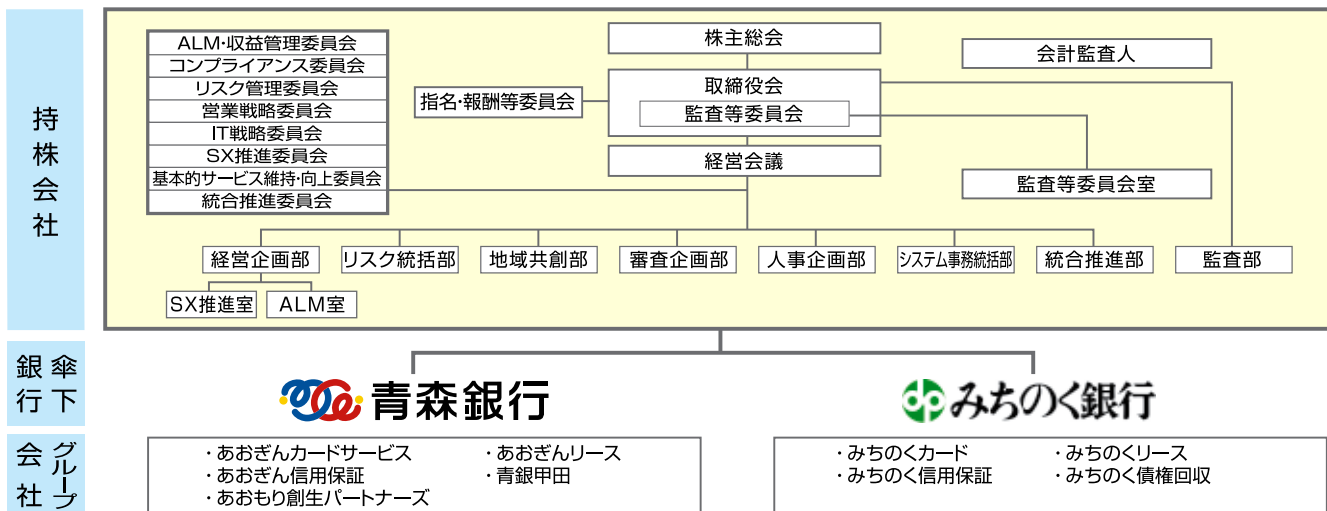 持株会社
ALM・収益管理委員会
コンプライアンス委員会
リスク管理委員会
営業戦略委員会
IT戦略委員会
SX推進委員会
基本的サービス維持・向上委員会
統合推進委員会
株主総会
会計監査人
取締役会
指名・報酬等委員会
監査等委員会
経営会議
監査等委員会室
経営企画部
リスク統括部
地域共創部
審査企画部
人事企画部
システム事務統括部
統合推進部
監査部
SX推進室
ALM室
傘下
銀行
青森銀行
みちのく銀行
グループ
会社
・あおぎんカードサービス
・あおぎんリース
・あおぎん信用保証
・青銀甲田
・あおもり創生パートナーズ
・みちのくカード
・みちのくリース
・みちのく信用保証
・みちのく債権回収